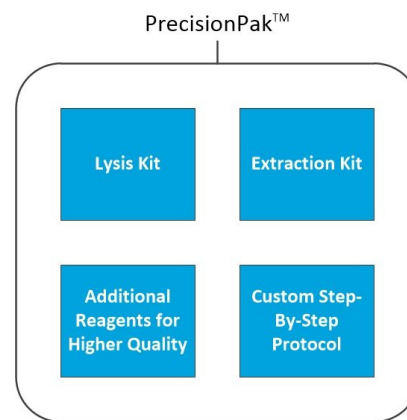 PrecisionPak™
Lysis Kit
Extraction Kit
Additional
Reagents for
Higher Quality
Custom Step-
By-Step
Protocol